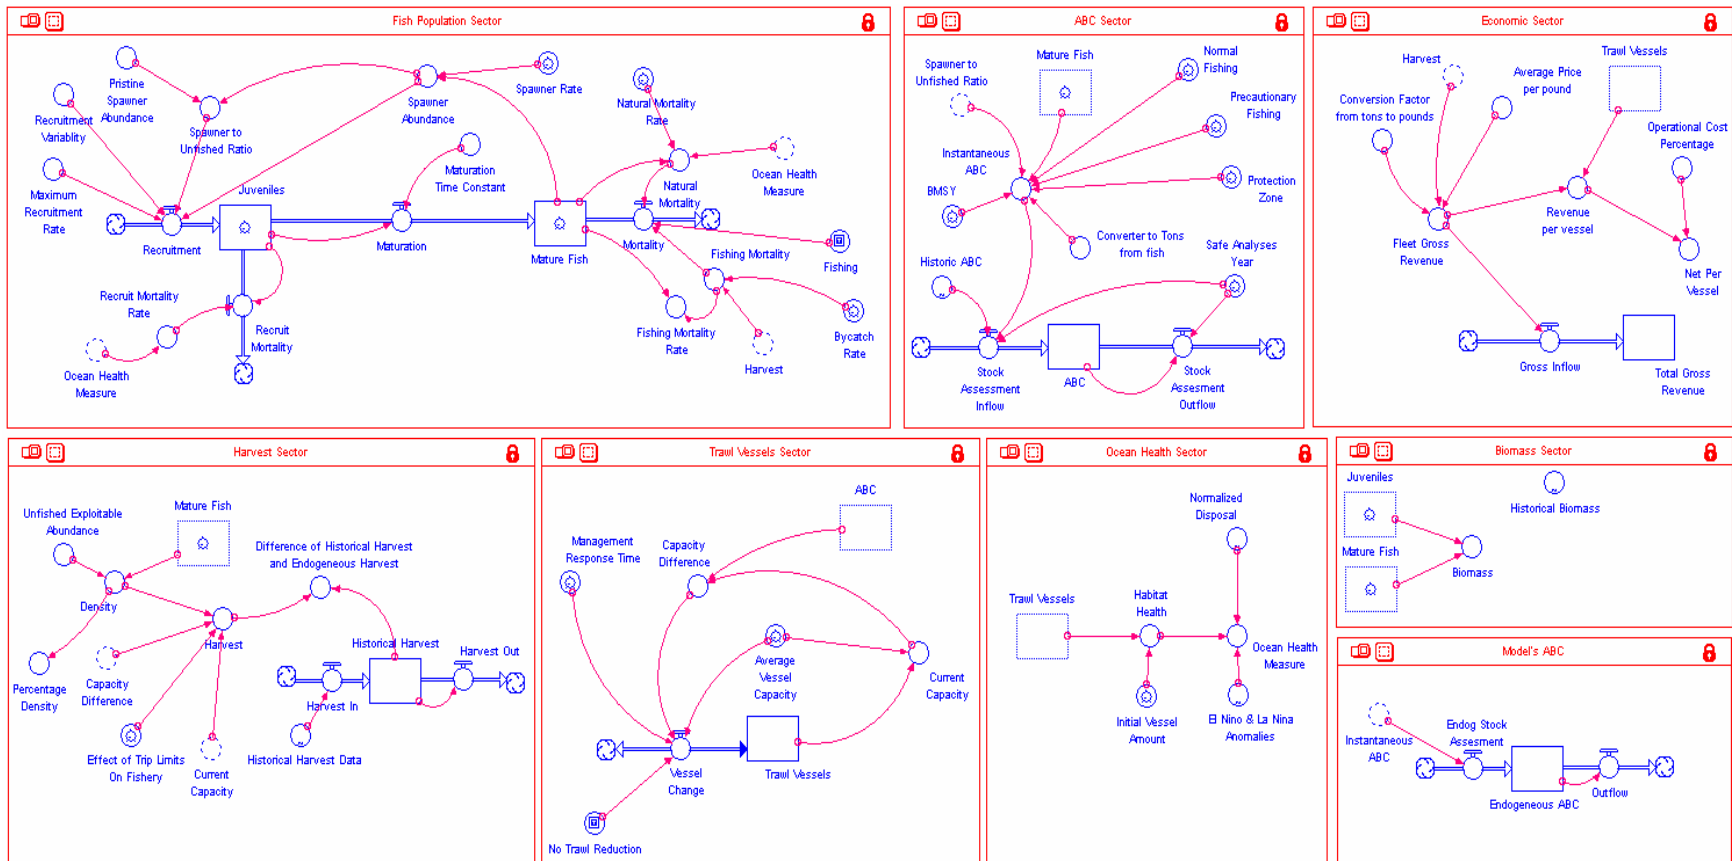 Fish Population Sector
Pristine
Spawner
Abundance
Recruitment
Variablity
Spawner to
Unfished Ratio
Maximum
Recruitment
Rate
Juveniles
Recruitment
Spawner
Abundance
Spawner Rate
Maturation
Time Constant
Maturation
Natural Mortality
Rate
Natural
Mortality
Ocean Health
Measure
Mature Fish
Mortality
Fishing
Fishing Mortality
Fishing Mortality
Rate
Harvest
Bycatch
Rate
Recruit Mortality
Rate
Recruit
Mortality
Ocean Health
Measure
ABC Sector
Spawner to
Unfished Ratio
Mature Fish
Normal
Fishing
Precautionary
Fishing
Instantaneous
ABC
BMSY
Protection
Zone
Converter to Tons
from fish
Safe Analyses
Year
Historic ABC
Stock
Assessment
Inflow
ABC
Stock
Assesment
Outflow
Economic Sector
Harvest
Trawl Vessels
Average Price
per pound
Conversion Factor
from tons to pounds
Operational Cost
Percentage
Fleet Gross
Revenue
Revenue
per vessel
Net Per
Vessel
Gross Inflow
Total Gross
Revenue
Harvest Sector
Unfished Exploitable
Abundance
Mature Fish
Difference of Historical Harvest
and Endogeneous Harvest
Density
Harvest
Historical Harvest
Harvest Out
Percentage
Density
Capacity
Difference
Harvest In
Effect of Trip Limits
On Fishery
Current
Capacity
Historical Harvest Data
Trawl Vessels Sector
ABC
Management
Response Time
Capacity
Difference
Average
Vessel
Capacity
Current
Capacity
Vessel
Change
Trawl Vessels
No Trawl Reduction
Ocean Health Sector
Normalized
Disposal
Trawl Vessels
Habitat
Health
Ocean Health
Measure
Initial Vessel
Amount
El Nino & La Nina
Anomalies
Biomass Sector
Juveniles
Historical Biomass
Mature Fish
Biomass
Model's ABC
Instantaneous
ABC
Endog Stock
Assesment
Endogeneous ABC
Outflow